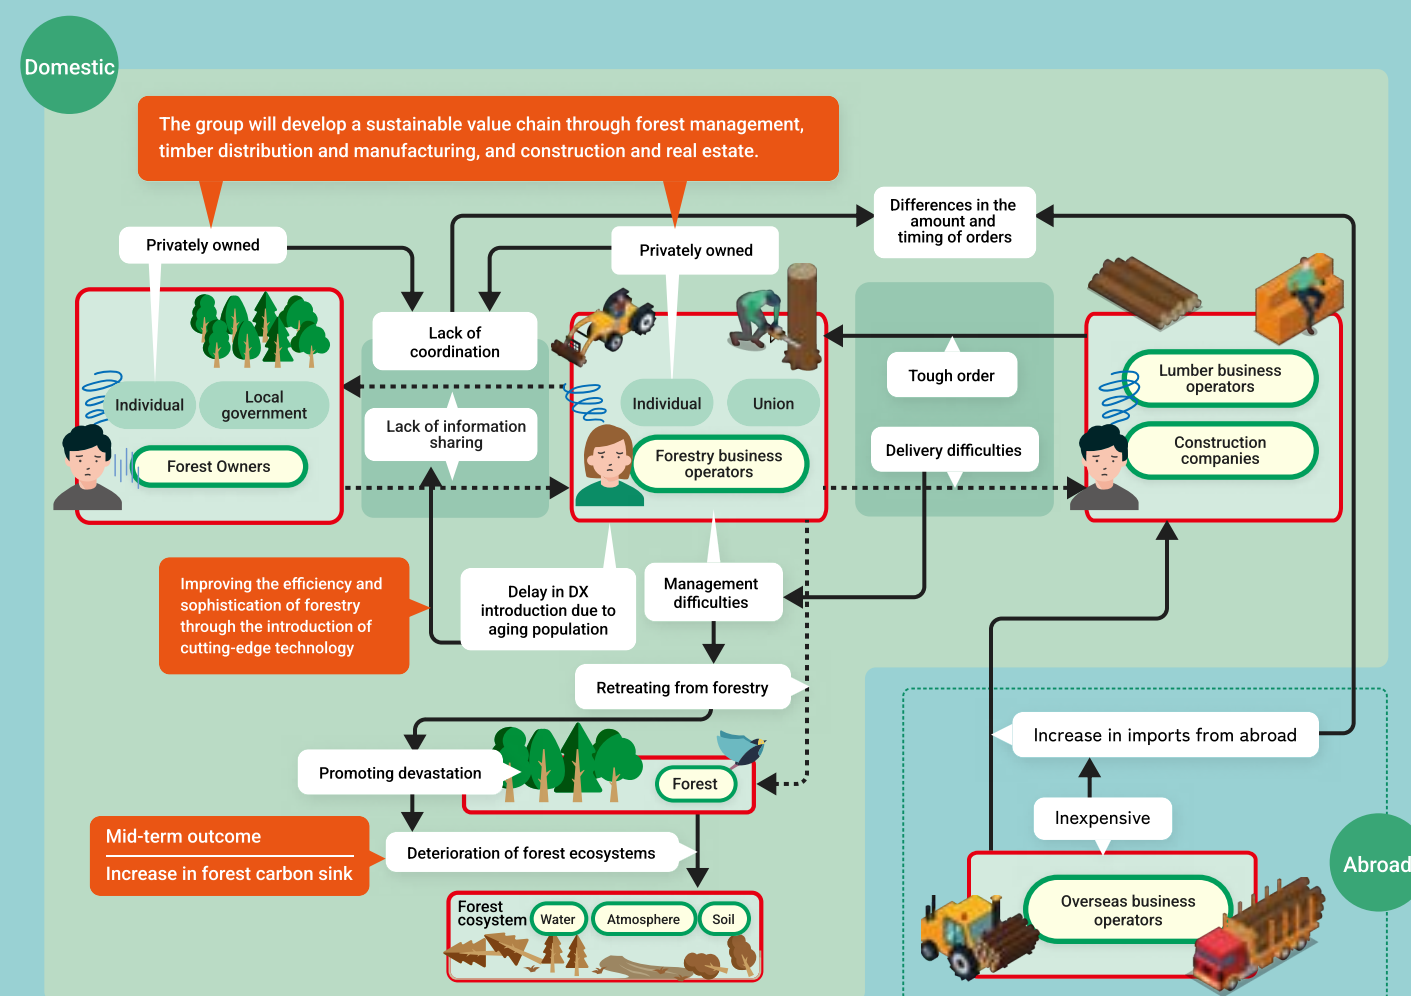 Domestic
The group will develop a sustainable value chain through forest management,
timber distribution and manufacturing, and construction and real estate.
Differences in the
amount and
timing of orders
Privately owned
Privately owned
Lack of
coordination
Individual
Local
government
Forest Owners
Lack of information
sharing
Individual
Union
Forestry business
operators
Tough order
Delivery difficulties
Lumber business
operators
Construction
companies
Improving the efficiency and
sophistication of forestry
through the introduction of
cutting-edge technology
Delay in DX
introduction due to
aging population
Management
difficulties
Retreating from forestry
Promoting devastation
Forest
Increase in imports from abroad
Inexpensive
Mid-term outcome
Increase in forest carbon sink
Deterioration of forest ecosystems
Abroad
Overseas business
operators
Forest
cosystem
Water
Atmosphere
Soil